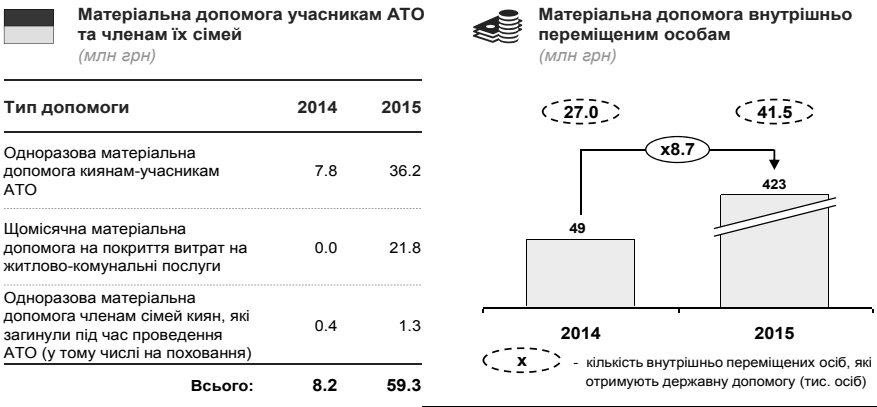 Матеріальна допомога учасникам АТО
та членам їх сімей
(млн грн)
Тип допомоги 2014 2015
Одноразова матеріальна
допомога киянам-учасникам
АТО
7.8 36.2
Щомісячна матеріальна
допомога на покриття витрат на
житлово-комунальні послуги
0.0 21.8
Одноразова матеріальна
допомога членам сімей киян, які
загинули під час проведення
АТО (у тому числі на поховання)
0.4 1.3
Всього: 8.2 59.3
Матеріальна допомога внутрішньо
переміщеним особам
(млн грн)
27.0 41.5
x8.7
423
49
2014 2015
x - кількість внутрішньо переміщених осіб, які
отримують державну допомогу (тис. осіб)